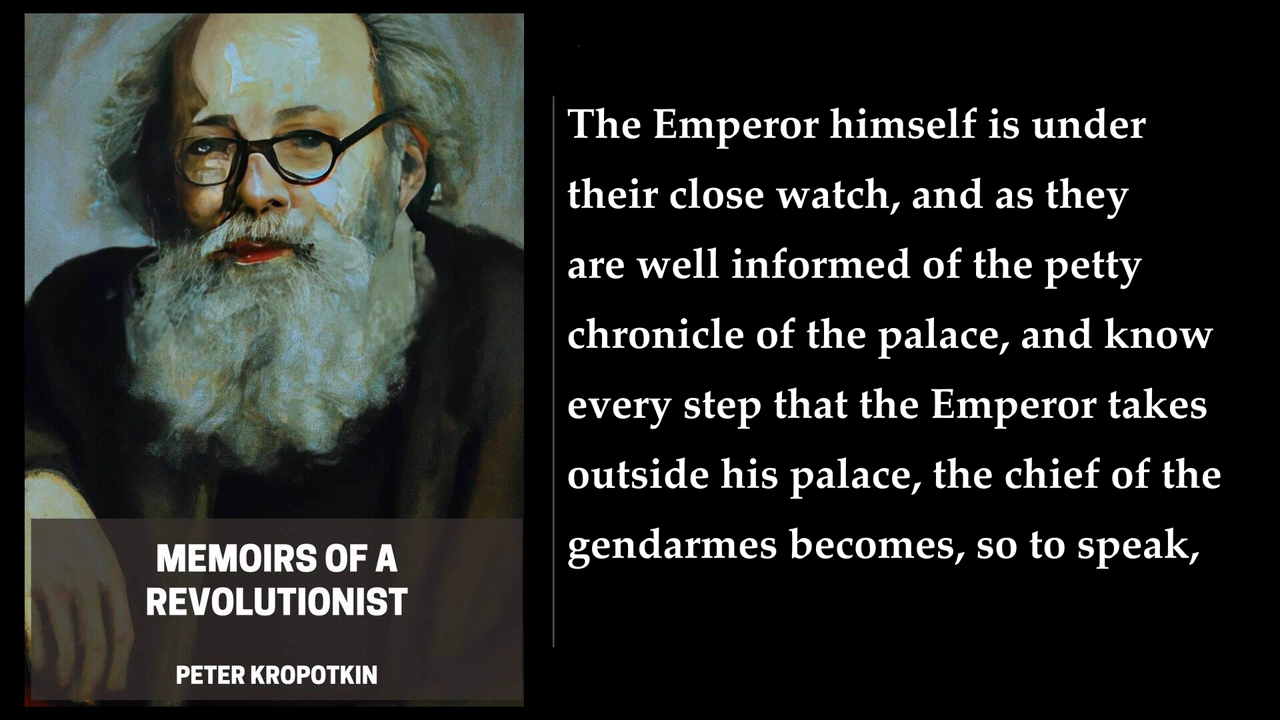 MEMOIRS OF A
REVOLUTIONIST
PETER KROPOTKIN
The Emperor himself is under
their close watch, and as they
are well informed of the petty
chronicle of the palace, and know
every step that the Emperor takes
outside his palace, the chief of the
gendarmes becomes, so to speak,